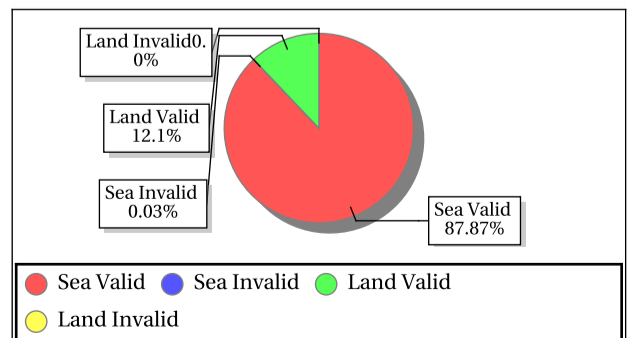 Land Invalid0.
0%
Land Valid
12.1%
Sea Invalid
0.03%
Sea Valid
87.87%
Sea Valid Sea Invalid Land Valid
Land Invalid